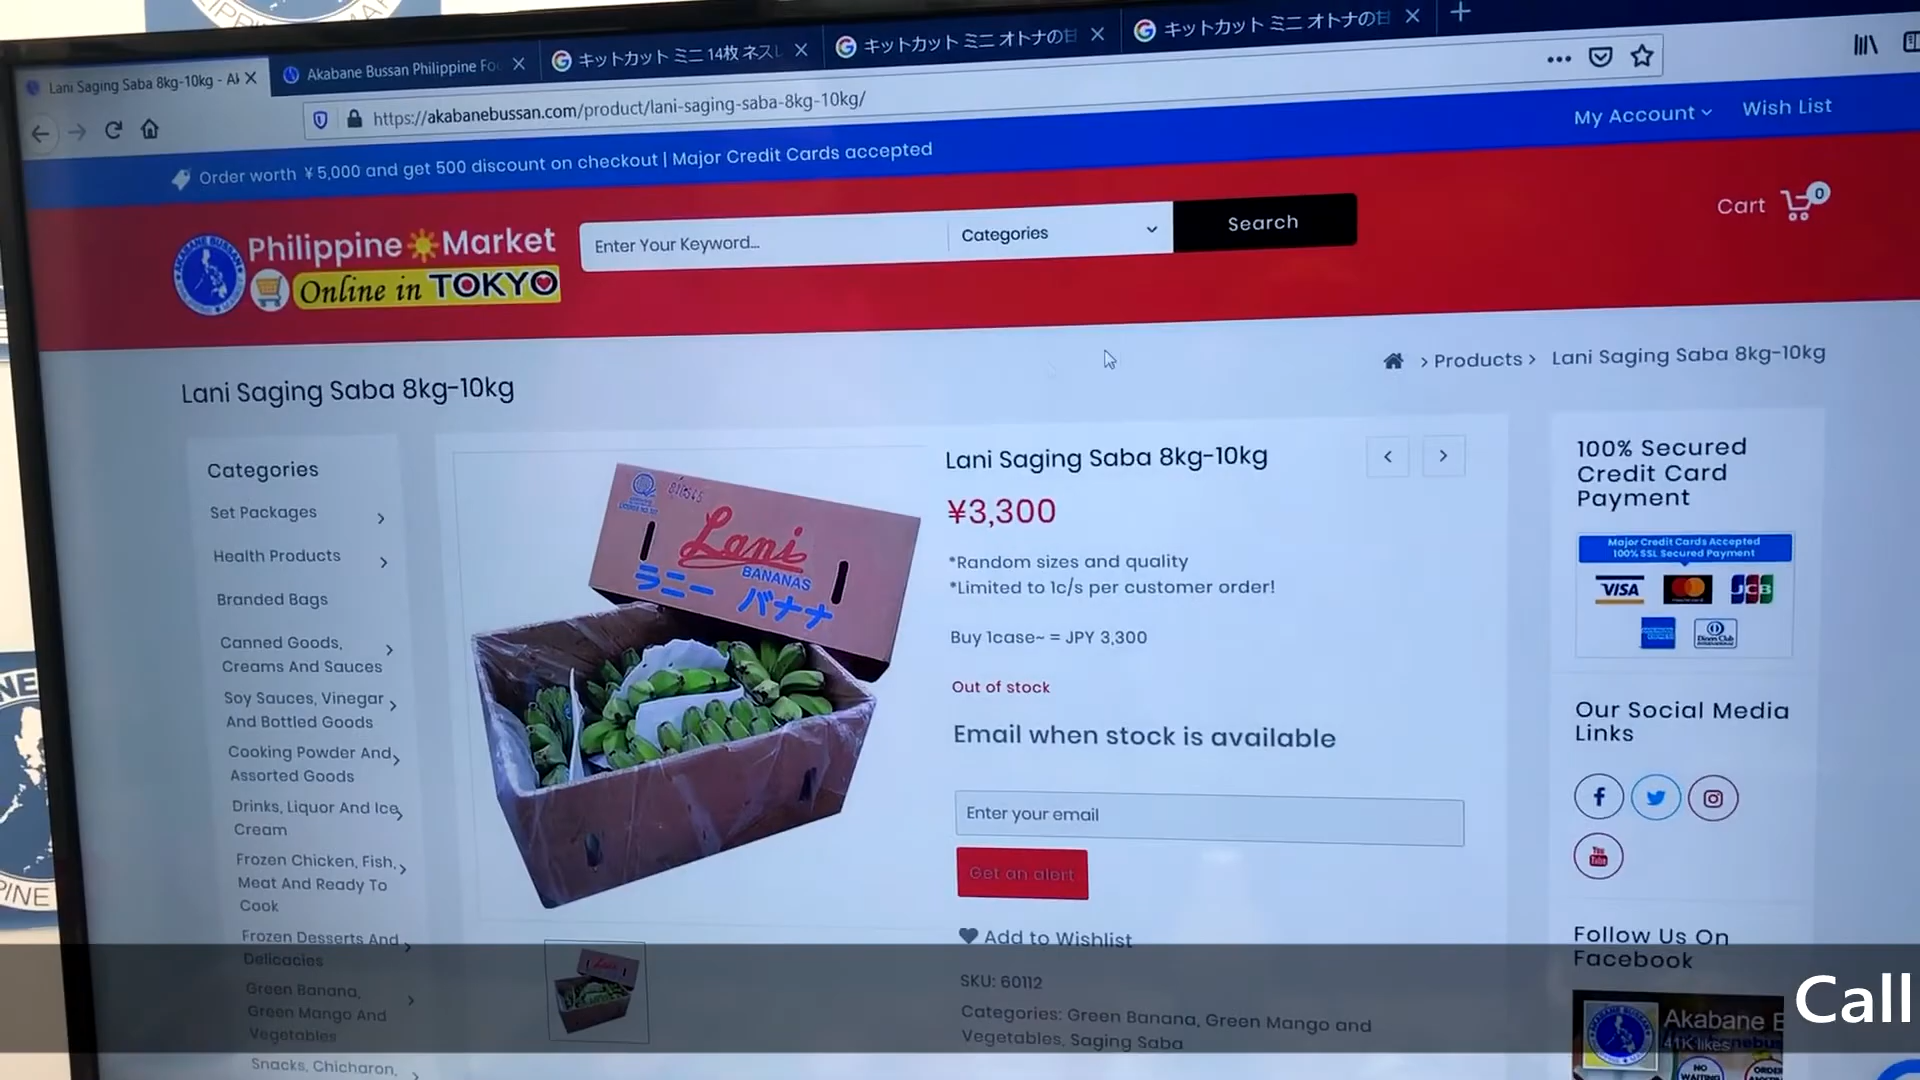 Lani Saging Saba 8kg-10kg - Al
Akabane Bussan Philippine Foo
キットカット ミニ 14枚 ネスレ
キットカット ミニ オトナの甘
キットカット ミニ オトナの甘
https://akabanebussan.com/product/lani-saging-saba-8kg-10kg/
Order worth ¥5,000 and get 500 discount on checkout | Major Credit Cards accepted
My Account
Wish List
AKABANE BUSSAN
Philippine Market
Online in TOKYO
Enter Your Keyword...
Categories
Search
Cart
0
Lani Saging Saba 8kg-10kg
> Products > Lani Saging Saba 8kg-10kg
Categories
Set Packages
Health Products
Branded Bags
Canned Goods,
Creams And Sauces
Soy Sauces, Vinegar
And Bottled Goods
Cooking Powder And
Assorted Goods
Drinks, Liquor And Ice
Cream
Frozen Chicken, Fish,
Meat And Ready To
Cook
Frozen Desserts And
Delicacies
Green Banana,
Green Mango And
Vegetables
Snacks, Chicharon,
Lani
BANANAS
ラニー バナナ
Lani Saging Saba 8kg-10kg
¥3,300
*Random sizes and quality
*Limited to 1c/s per customer order!
Buy 1case~ = JPY 3,300
Out of stock
Email when stock is available
Enter your email
Get an alert
Add to Wishlist
SKU: 60112
Categories: Green Banana, Green Mango and
Vegetables, Saging Saba
100% Secured
Credit Card
Payment
Major Credit Cards Accepted
100% SSL Secured Payment
VISA
JCB
Diners Club
Our Social Media
Links
You
Tube
Follow Us On
Facebook
Akabane B
41K likes
NO
WAITING
ORDER
Call